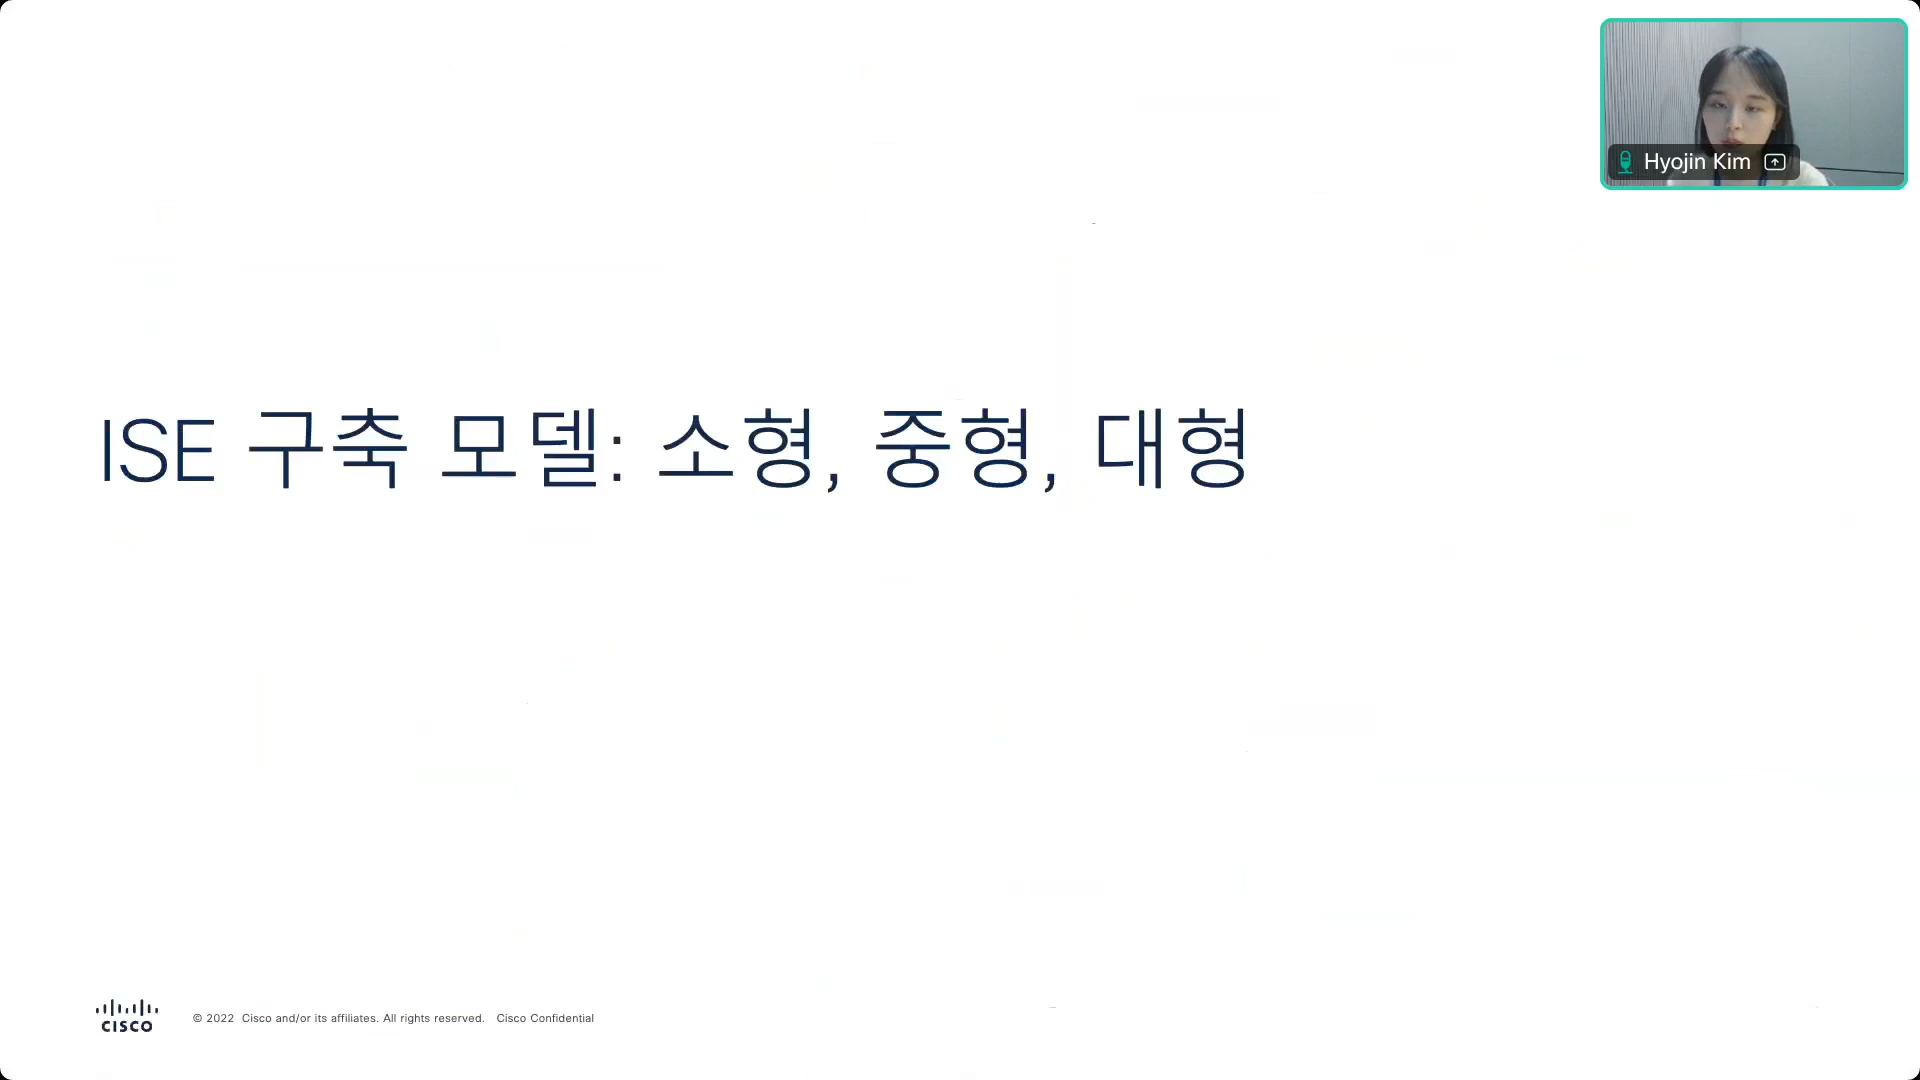 Hyojin Kim
ISE 구축 모델: 소형, 중형, 대형
CISCO
© 2022 Cisco and/or its affiliates. All rights reserved. Cisco Confidential